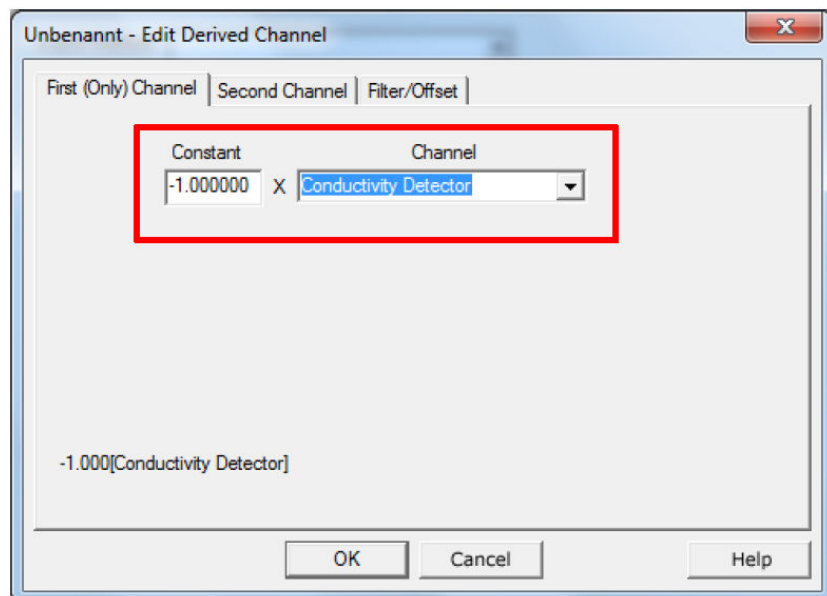 Unbenannt - Edit Derived Channel
First (Only) Channel Second Channel Filter/Offset
Constant Channel
-1.000000 X Conductivity Detector
-1.000[Conductivity Detector]
OK Cancel Help